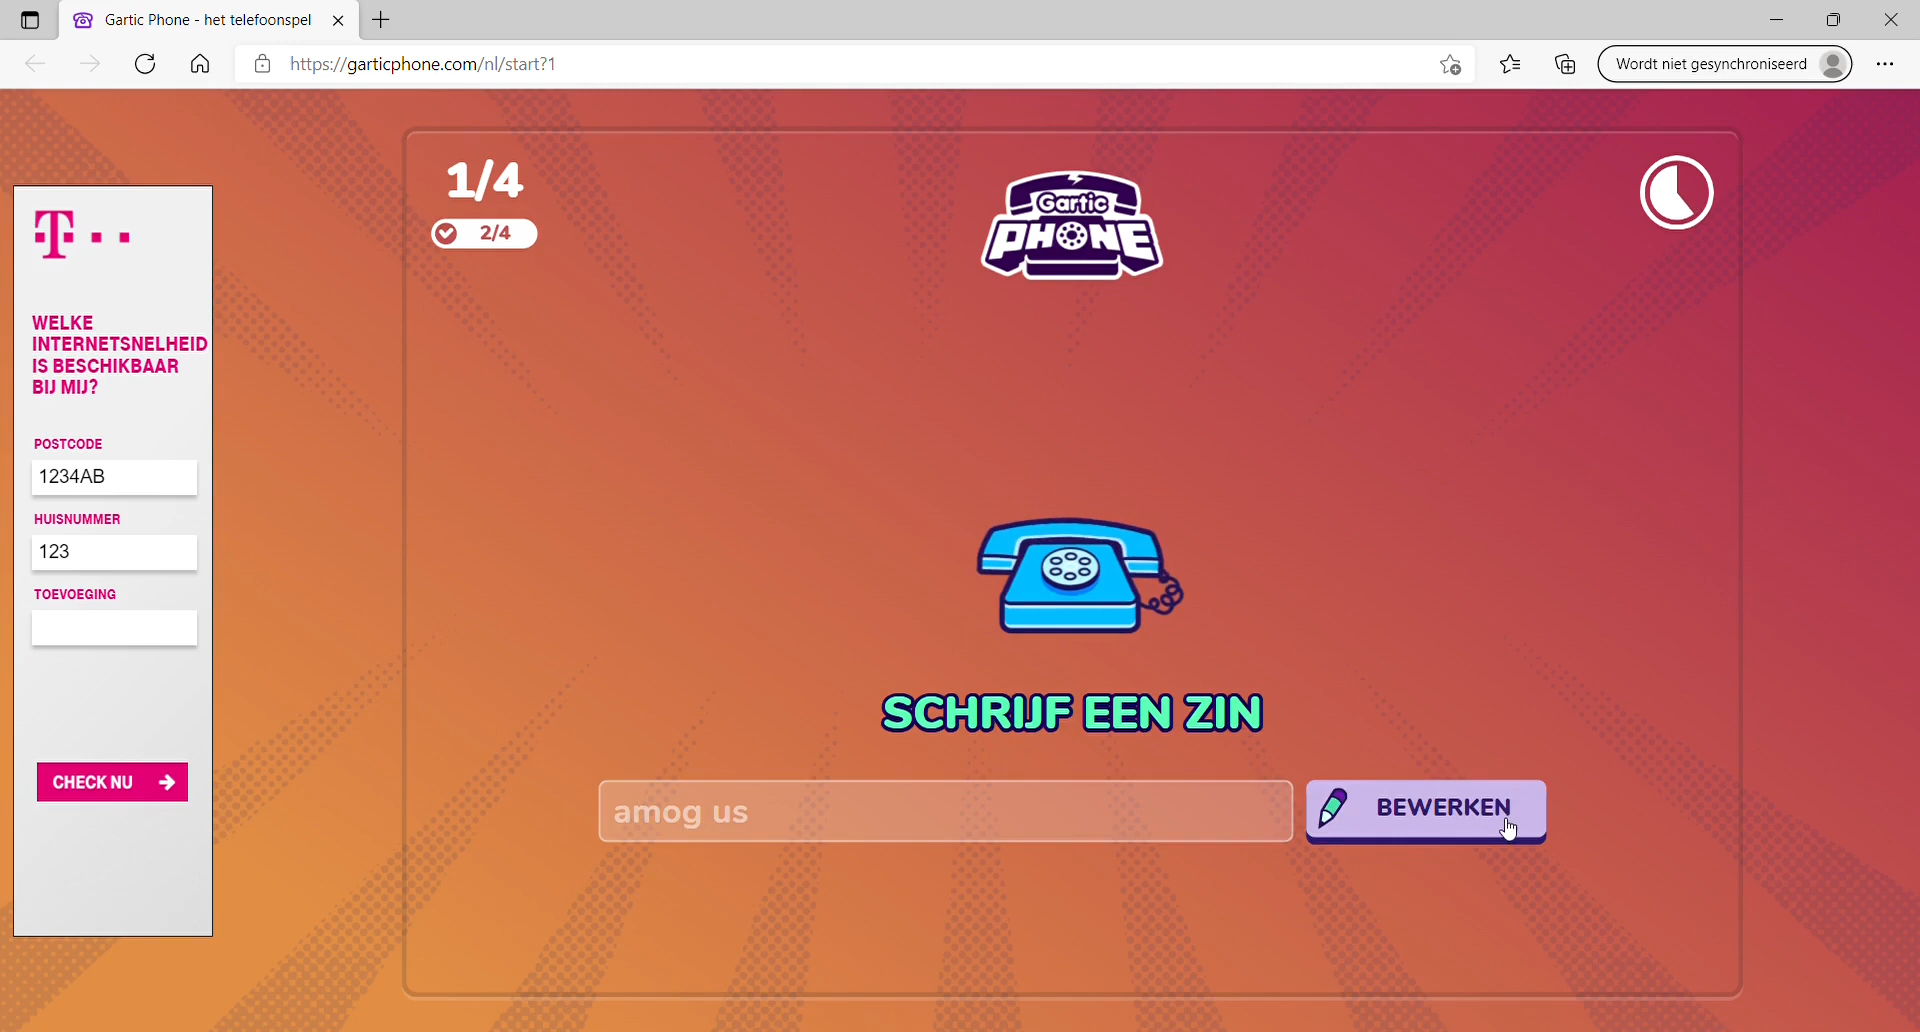 Gartic Phone - het telefoonspel
https://garticphone.com/nl/start?1
Wordt niet gesynchroniseerd
1/4
2/4
Gartic
PHONE
T
WELKE
INTERNETSNELHEID
IS BESCHIKBAAR
BIJ MIJ?
POSTCODE
1234AB
HUISNUMMER
123
TOEVOEGING
CHECK NU
SCHRIJF EEN ZIN
amog us
BEWERKEN